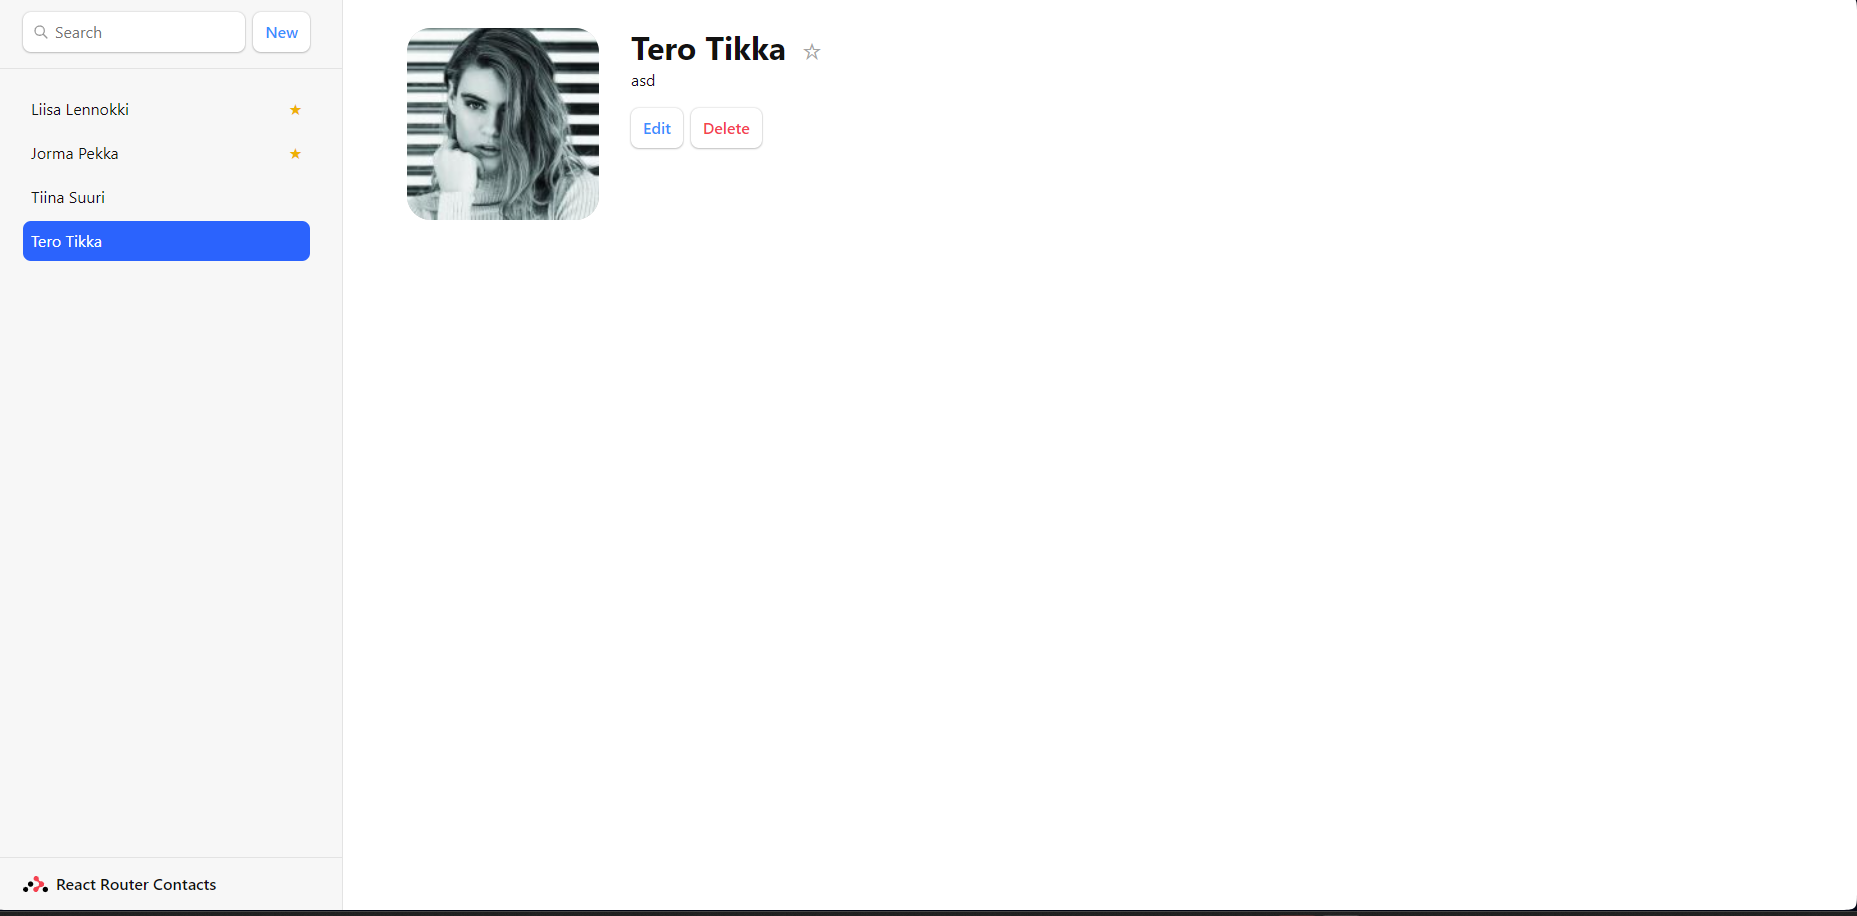 Search
New
Liisa Lennokki ★
Jorma Pekka ★
Tiina Suuri
Tero Tikka
React Router Contacts
Tero Tikka ☆
asd
Edit
Delete